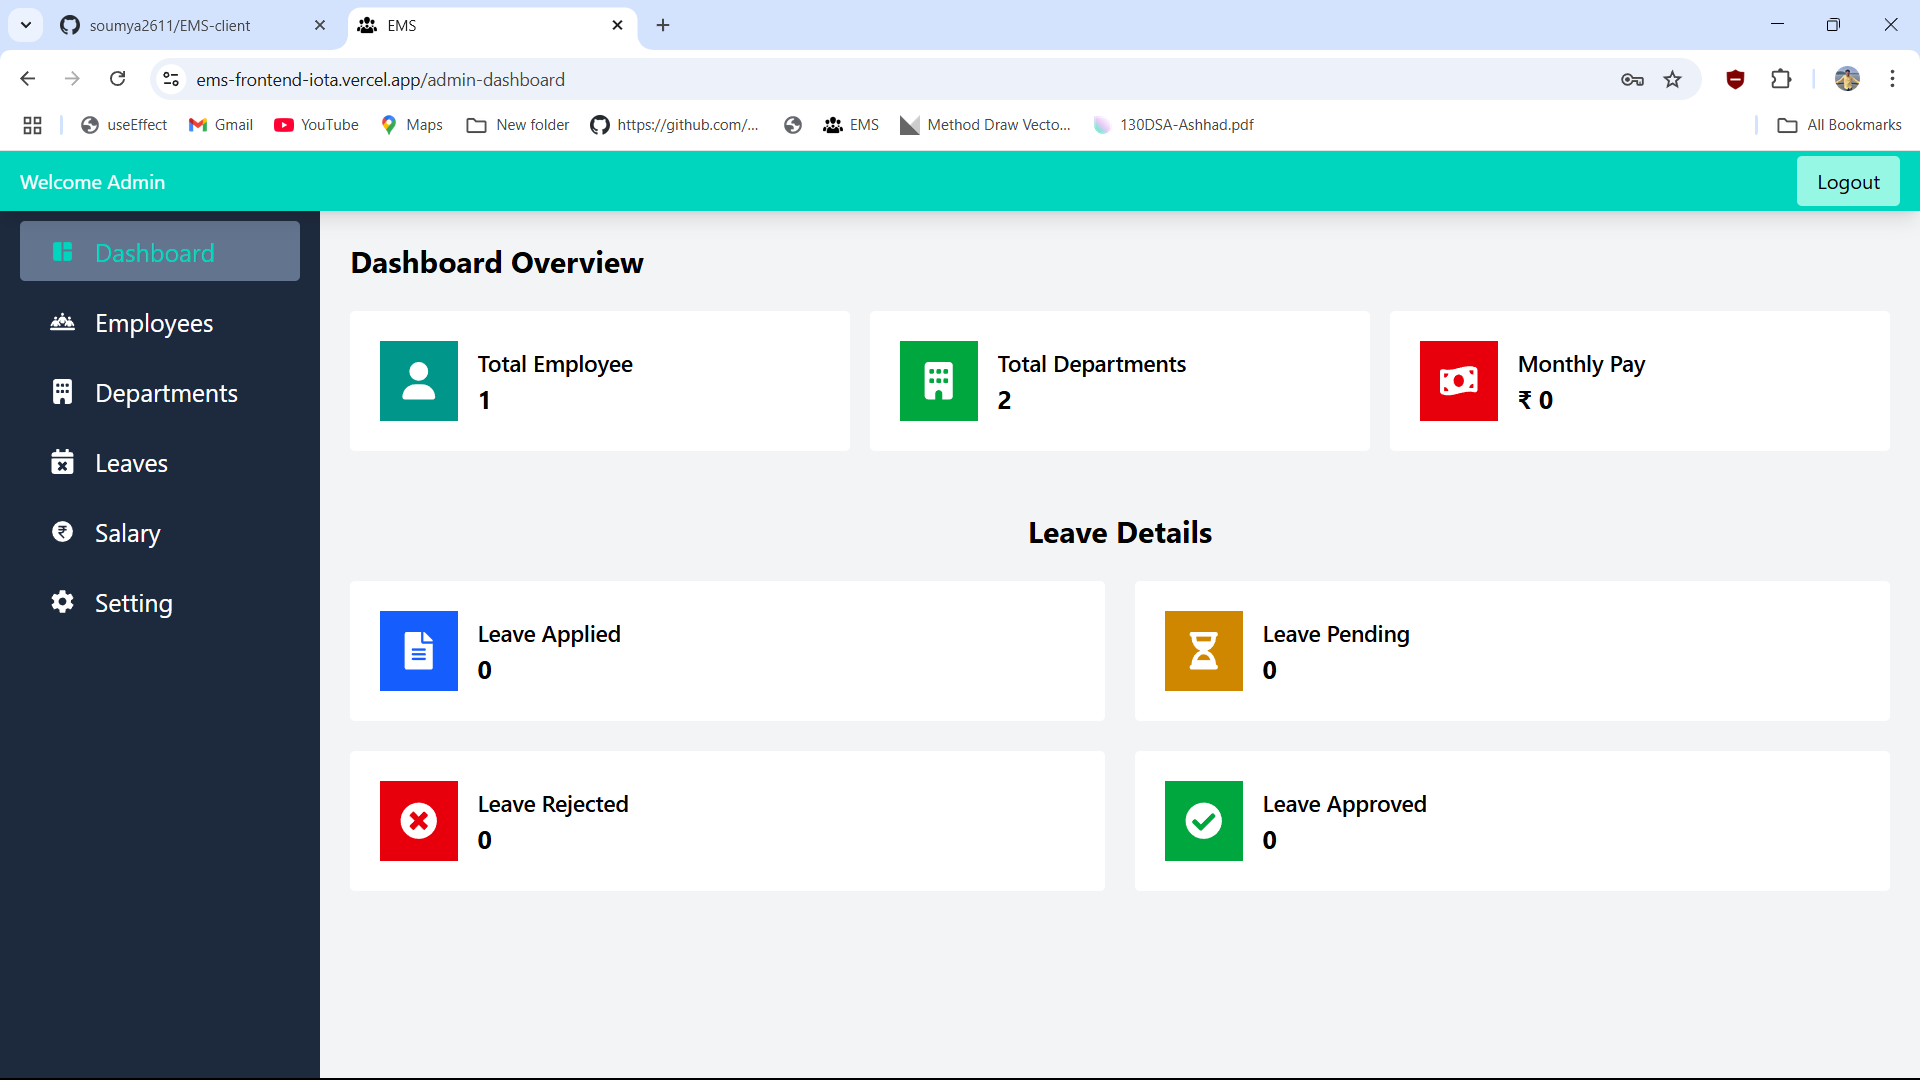 soumya2611/EMS-client
EMS
ems-frontend-iota.vercel.app/admin-dashboard
useEffect
Gmail
YouTube
Maps
New folder
https://github.com/...
EMS
Method Draw Vecto...
130DSA-Ashhad.pdf
All Bookmarks
Welcome Admin
Logout
Dashboard
Employees
Departments
Leaves
Salary
Setting
Dashboard Overview
Total Employee
1
Total Departments
2
Monthly Pay
₹ 0
Leave Details
Leave Applied
0
Leave Pending
0
Leave Rejected
0
Leave Approved
0